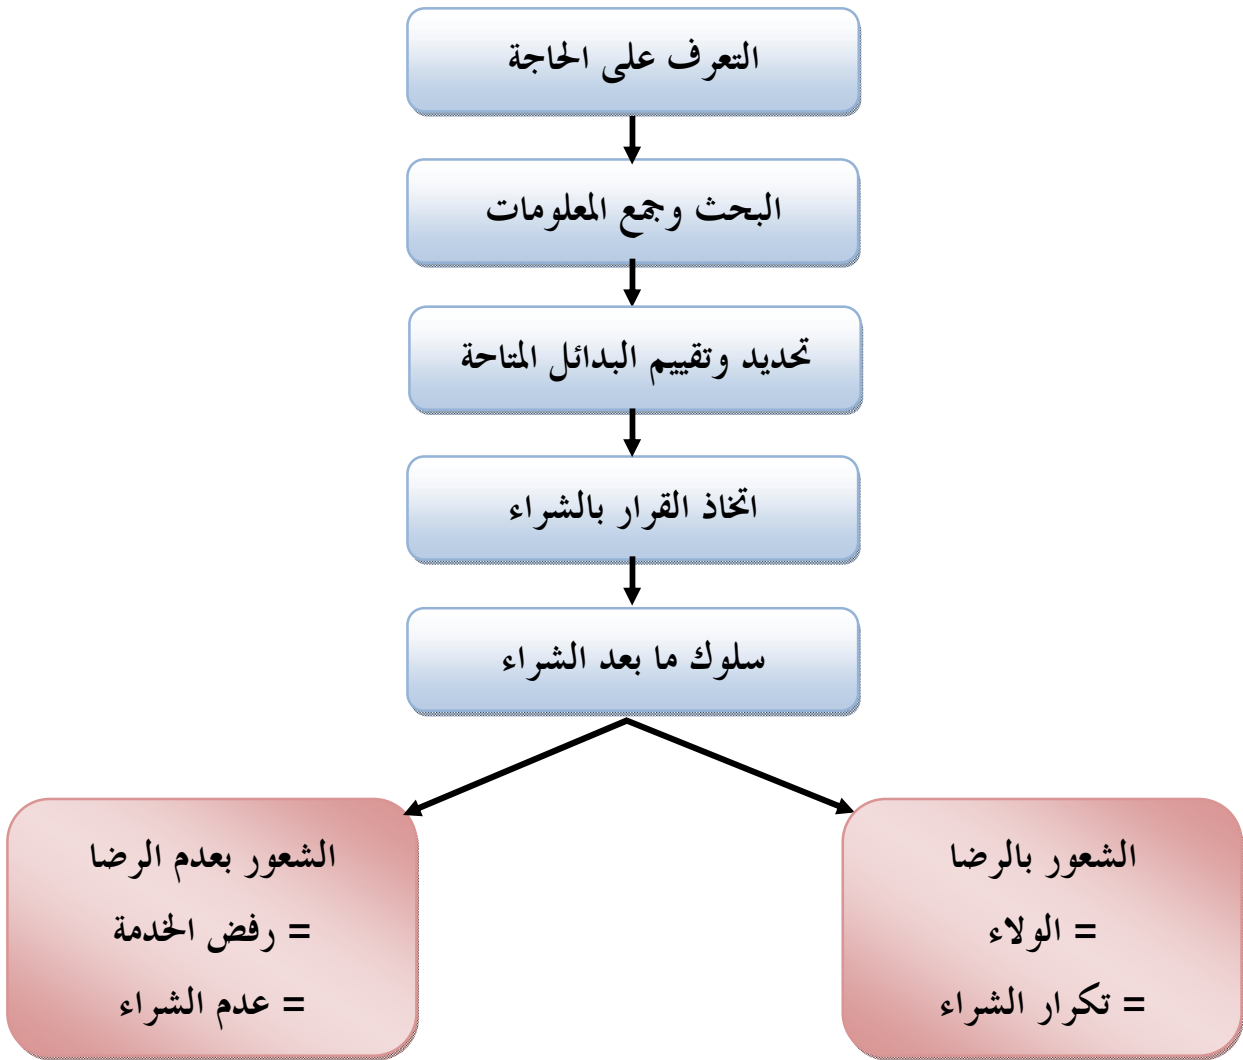 التعرف على الحاجة
البحث وجمع المعلومات
تحديد وتقييم البدائل المتاحة
اتخاذ القرار بالشراء
سلوك ما بعد الشراء
الشعور بالرضا
= الولاء
= تكرار الشراء
الشعور بعدم الرضا
= رفض الخدمة
= عدم الشراء